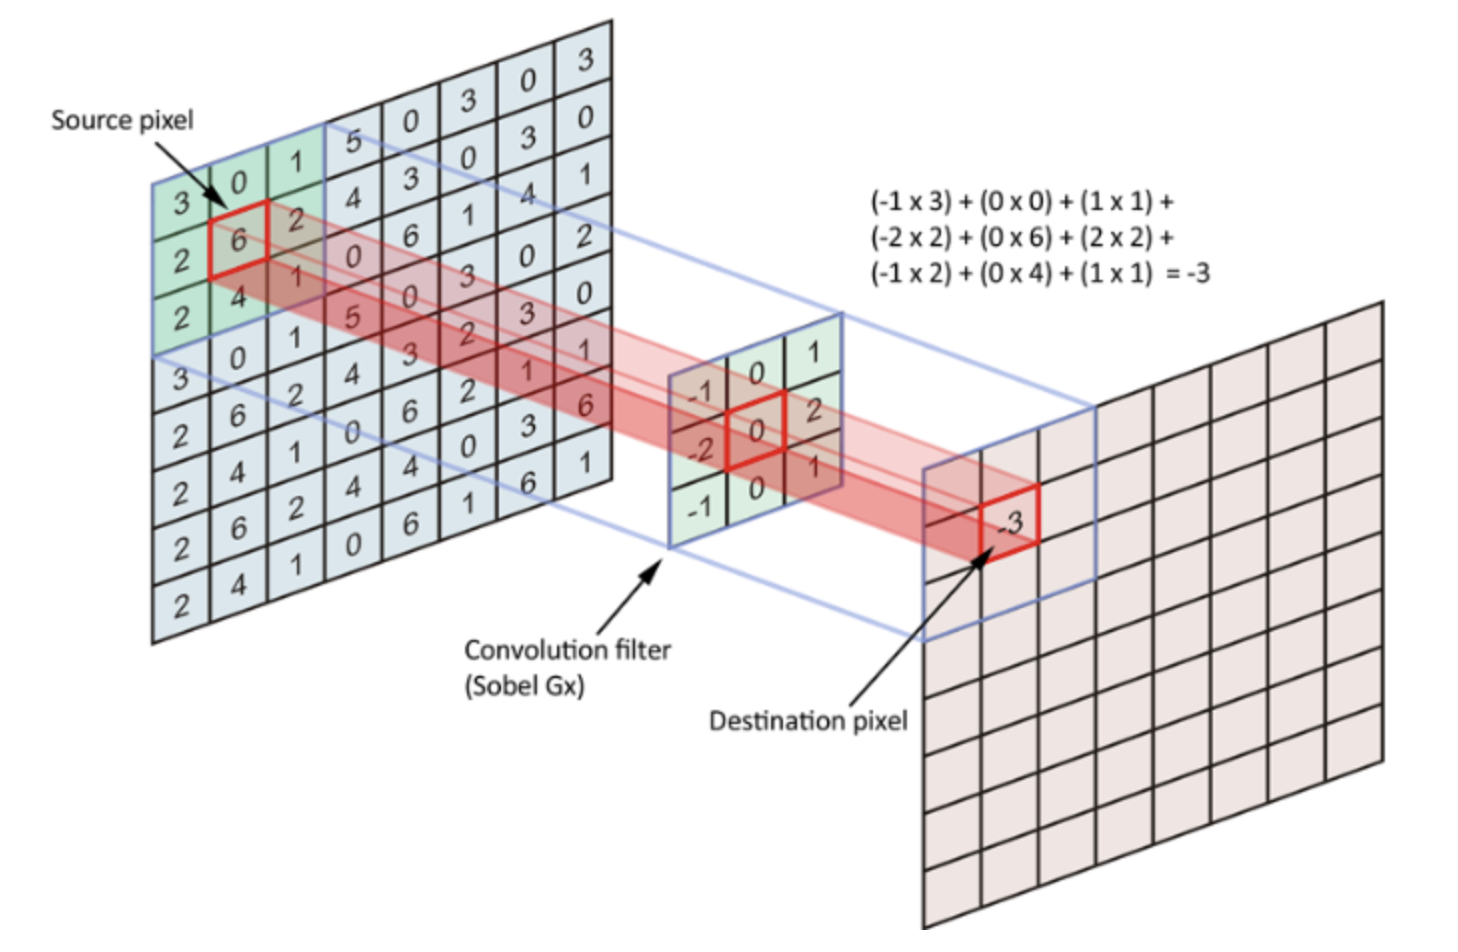 Source pixel
3 0 1 5 0 3 0 3
2 6 2 4 3 0 3 0
2 4 1 0 6 1 4 1
3 0 1 5 0 3 0 2
2 6 2 4 3 2 3 0
2 4 1 0 6 2 1 1
2 6 2 4 4 0 3 6
2 4 1 0 6 1 6 1
(-1 x 3) + (0 x 0) + (1 x 1) +
(-2 x 2) + (0 x 6) + (2 x 2) +
(-1 x 2) + (0 x 4) + (1 x 1) = -3
-1 0 1
-2 0 2
-1 0 1
-3
Convolution filter
(Sobel Gx)
Destination pixel